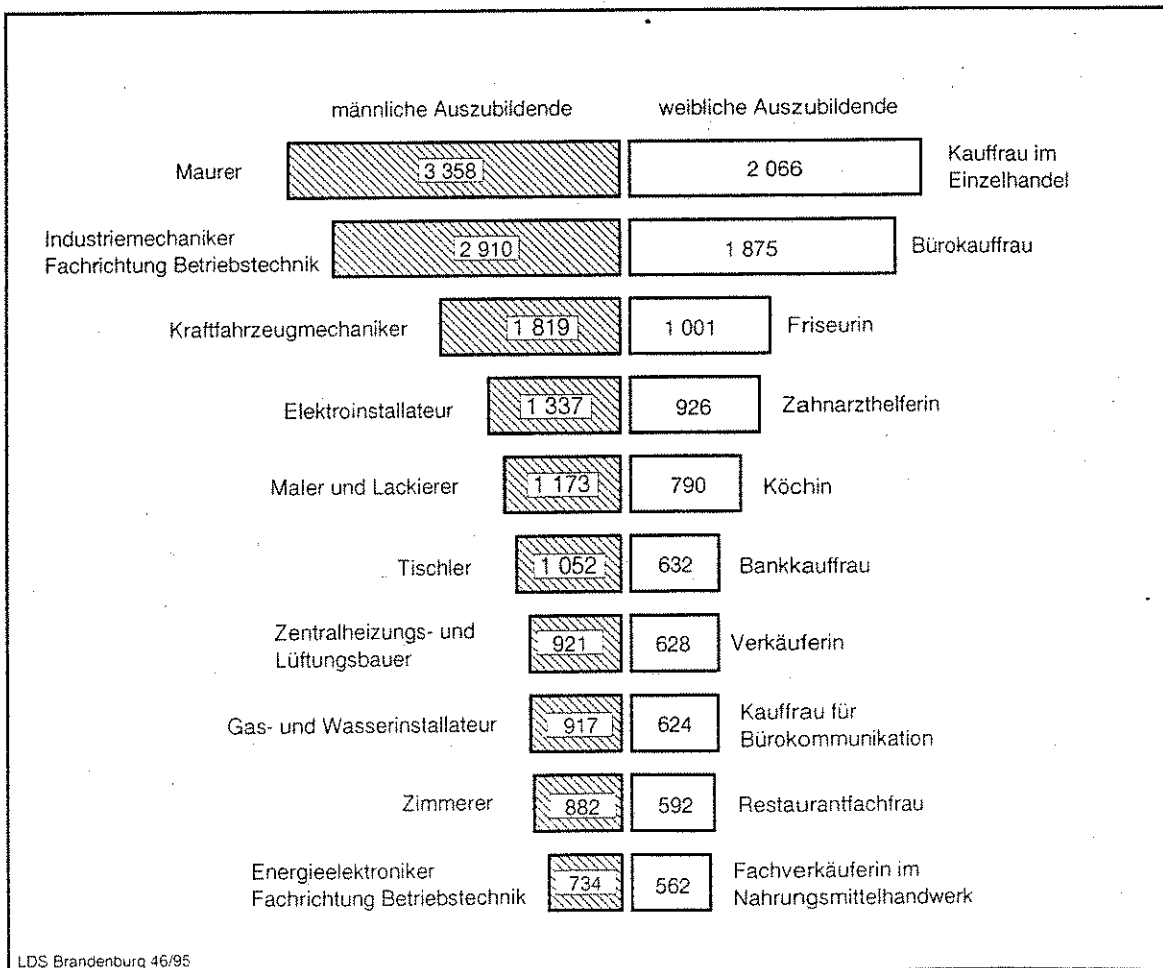 männliche Auszubildende weibliche Auszubildende
Maurer 3 358 2 066 Kauffrau im
Einzelhandel
Industriemechaniker
Fachrichtung Betriebstechnik 2 910 1 875 Bürokauffrau
Kraftfahrzeugmechaniker 1 819 1 001 Friseurin
Elektroinstallateur 1 337 926 Zahnarzthelferin
Maler und Lackierer 1 173 790 Köchin
Tischler 1 052 632 Bankkauffrau
Zentralheizungs- und
Lüftungsbauer 921 628 Verkäuferin
Gas- und Wasserinstallateur 917 624 Kauffrau für
Bürokommunikation
Zimmerer 882 592 Restaurantfachfrau
Energieelektroniker
Fachrichtung Betriebstechnik 734 562 Fachverkäuferin im
Nahrungsmittelhandwerk
LDS Brandenburg 46/95